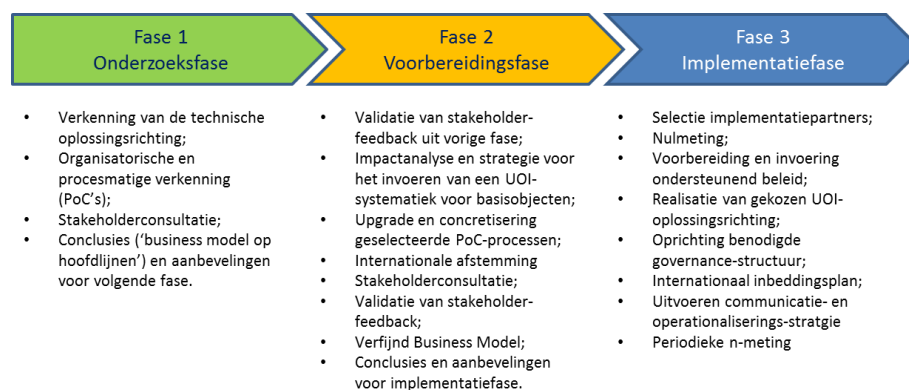 Fase 1
Onderzoeksfase
Fase 2
Voorbereidingsfase
Fase 3
Implementatiefase
• Verkenning van de technische
oplossingsrichting;
• Organisatorische en
procesmatige verkenning
(PoC's);
• Stakeholderconsultatie;
• Conclusies ('business model op
hoofdlijnen') en aanbevelingen
voor volgende fase.
• Validatie van stakeholder-
feedback uit vorige fase;
• Impactanalyse en strategie voor
het invoeren van een UOI-
systematiek voor basisobjecten;
• Upgrade en concretisering
geselecteerde PoC-processen;
• Internationale afstemming
• Stakeholderconsultatie;
• Validatie van stakeholder-
feedback;
• Verfijnd Business Model;
• Conclusies en aanbevelingen
voor implementatiefase.
• Selectie implementatiepartners;
• Nulmeting;
• Voorbereiding en invoering
ondersteunend beleid;
• Realisatie van gekozen UOI-
oplossingsrichting;
• Oprichting benodigde
governance-structuur;
• Internationaal inbeddingsplan;
• Uitvoeren communicatie- en
operationaliserings-stratgie
• Periodieke n-meting